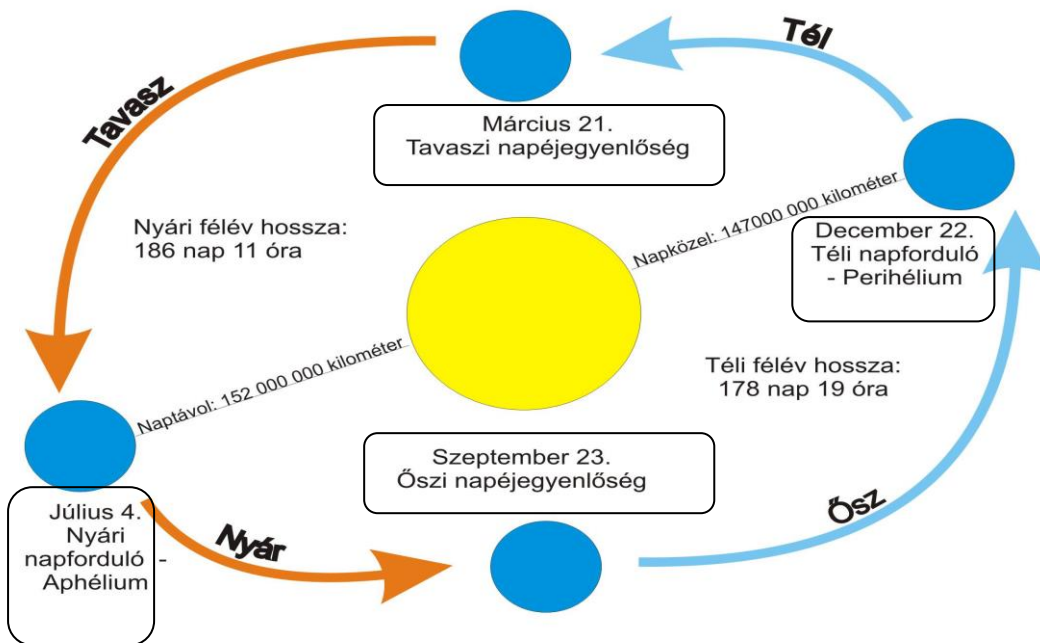 Tél
Tavasz
Március 21.
Tavaszi napéjegyenlőség
Nyári félév hossza:
186 nap 11 óra
Napközel: 147000 000 kilométer
December 22.
Téli napforduló
- Perihélium
Naptávol: 152 000 000 kilométer
Téli félév hossza:
178 nap 19 óra
Szeptember 23.
Őszi napéjegyenlőség
Július 4.
Nyári
napforduló -
Aphélium
Nyár
Ősz